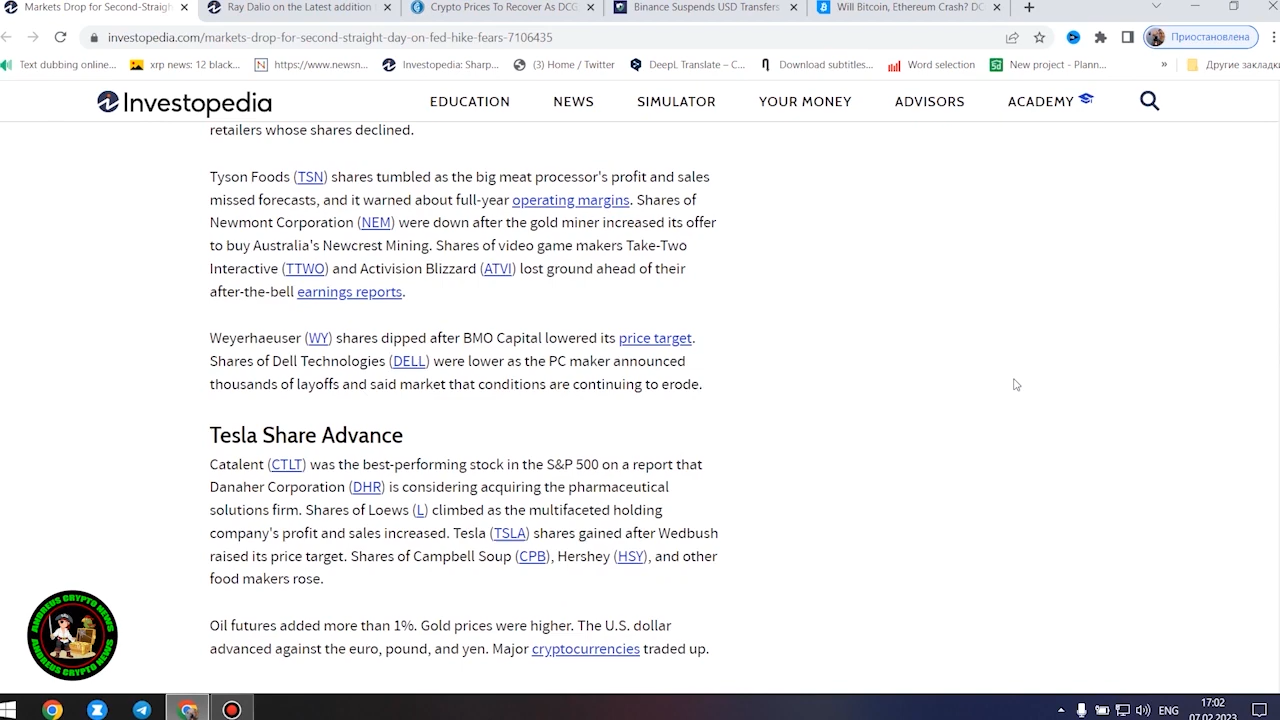 Markets Drop for Second-Straigh
Ray Dalio on the Latest addition
Crypto Prices To Recover As DCG
Binance Suspends USD Transfers
Will Bitcoin, Ethereum Crash? DC
investopedia.com/markets-drop-for-second-straight-day-on-fed-hike-fears-7106435
Приостановлена
Text dubbing online...
xrp news: 12 black...
https://www.newsn...
Investopedia: Sharp...
(3) Home / Twitter
DeepL Translate – C...
Download subtitles...
Word selection
New project - Plann...
»
Другие закладки
Investopedia
EDUCATION
NEWS
SIMULATOR
YOUR MONEY
ADVISORS
ACADEMY
retailers whose shares declined.
Tyson Foods (TSN) shares tumbled as the big meat processor's profit and sales
missed forecasts, and it warned about full-year operating margins. Shares of
Newmont Corporation (NEM) were down after the gold miner increased its offer
to buy Australia's Newcrest Mining. Shares of video game makers Take-Two
Interactive (TTWO) and Activision Blizzard (ATVI) lost ground ahead of their
after-the-bell earnings reports.
Weyerhaeuser (WY) shares dipped after BMO Capital lowered its price target.
Shares of Dell Technologies (DELL) were lower as the PC maker announced
thousands of layoffs and said market that conditions are continuing to erode.
Tesla Share Advance
Catalent (CTLT) was the best-performing stock in the S&P 500 on a report that
Danaher Corporation (DHR) is considering acquiring the pharmaceutical
solutions firm. Shares of Loews (L) climbed as the multifaceted holding
company's profit and sales increased. Tesla (TSLA) shares gained after Wedbush
raised its price target. Shares of Campbell Soup (CPB), Hershey (HSY), and other
food makers rose.
Oil futures added more than 1%. Gold prices were higher. The U.S. dollar
advanced against the euro, pound, and yen. Major cryptocurrencies traded up.
ANDREUS CRYPTO NEWS
ANDREUS CRYPTO NEWS
ENG
17:02
07.02.2023